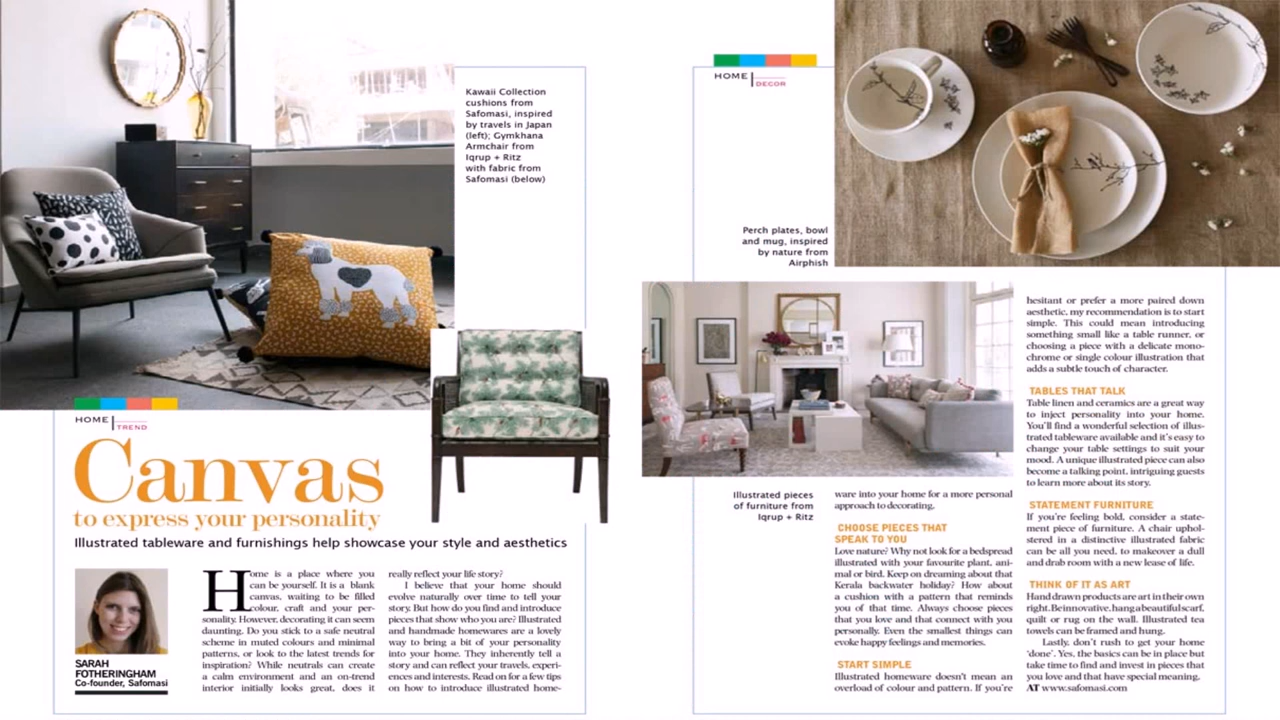 Kawaii Collection
cushions from
Safomasi, inspired
by travels in Japan
(left); Gymkhana
Armchair from
Iqrup + Ritz
with fabric from
Safomasi (below)
HOME
TREND
Canvas
to express your personality
Illustrated tableware and furnishings help showcase your style and aesthetics
SARAH
FOTHERINGHAM
Co-founder, Safomasi
Home is a place where you
can be yourself. It is a blank
canvas, waiting to be filled
colour, craft and your per-
sonality. However, decorating it can seem
daunting. Do you stick to a safe neutral
scheme in muted colours and minimal
patterns, or look to the latest trends for
inspiration? While neutrals can create
a calm environment and an on-trend
interior initially looks great, does it
really reflect your life story?
I believe that your home should
evolve naturally over time to tell your
story. But how do you find and introduce
pieces that show who you are? Illustrated
and handmade homewares are a lovely
way to bring a bit of your personality
into your home. They inherently tell a
story and can reflect your travels, experi-
ences and interests. Read on for a few tips
on how to introduce illustrated home-
HOME
DECOR
Perch plates, bowl
and mug, inspired
by nature from
Airphish
Illustrated pieces
of furniture from
Iqrup + Ritz
ware into your home for a more personal
approach to decorating.
CHOOSE PIECES THAT
SPEAK TO YOU
Love nature? Why not look for a bedspread
illustrated with your favourite plant, ani-
mal or bird. Keep on dreaming about that
Kerala backwater holiday? How about
a cushion with a pattern that reminds
you of that time. Always choose pieces
that you love and that connect with you
personally. Even the smallest things can
evoke happy feelings and memories.
START SIMPLE
Illustrated homeware doesn't mean an
overload of colour and pattern. If you're
hesitant or prefer a more paired down
aesthetic, my recommendation is to start
simple. This could mean introducing
something small like a table runner, or
choosing a piece with a delicate mono-
chrome or single colour illustration that
adds a subtle touch of character.
TABLES THAT TALK
Table linen and ceramics are a great way
to inject personality into your home.
You'll find a wonderful selection of illus-
trated tableware available and it's easy to
change your table settings to suit your
mood. A unique illustrated piece can also
become a talking point, intriguing guests
to learn more about its story.
STATEMENT FURNITURE
If you're feeling bold, consider a state-
ment piece of furniture. A chair uphol-
stered in a distinctive illustrated fabric
can be all you need, to makeover a dull
and drab room with a new lease of life.
THINK OF IT AS ART
Hand drawn products are art in their own
right. Be innovative, hang a beautiful scarf,
quilt or rug on the wall. Illustrated tea
towels can be framed and hung.
Lastly, don't rush to get your home
'done'. Yes, the basics can be in place but
take time to find and invest in pieces that
you love and that have special meaning.
AT www.safomasi.com